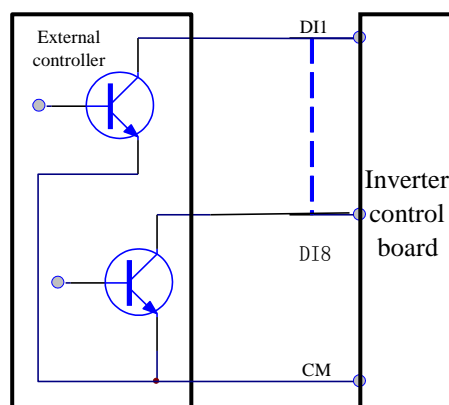 External
controller
DI1
Inverter
control
board
DI8
CM